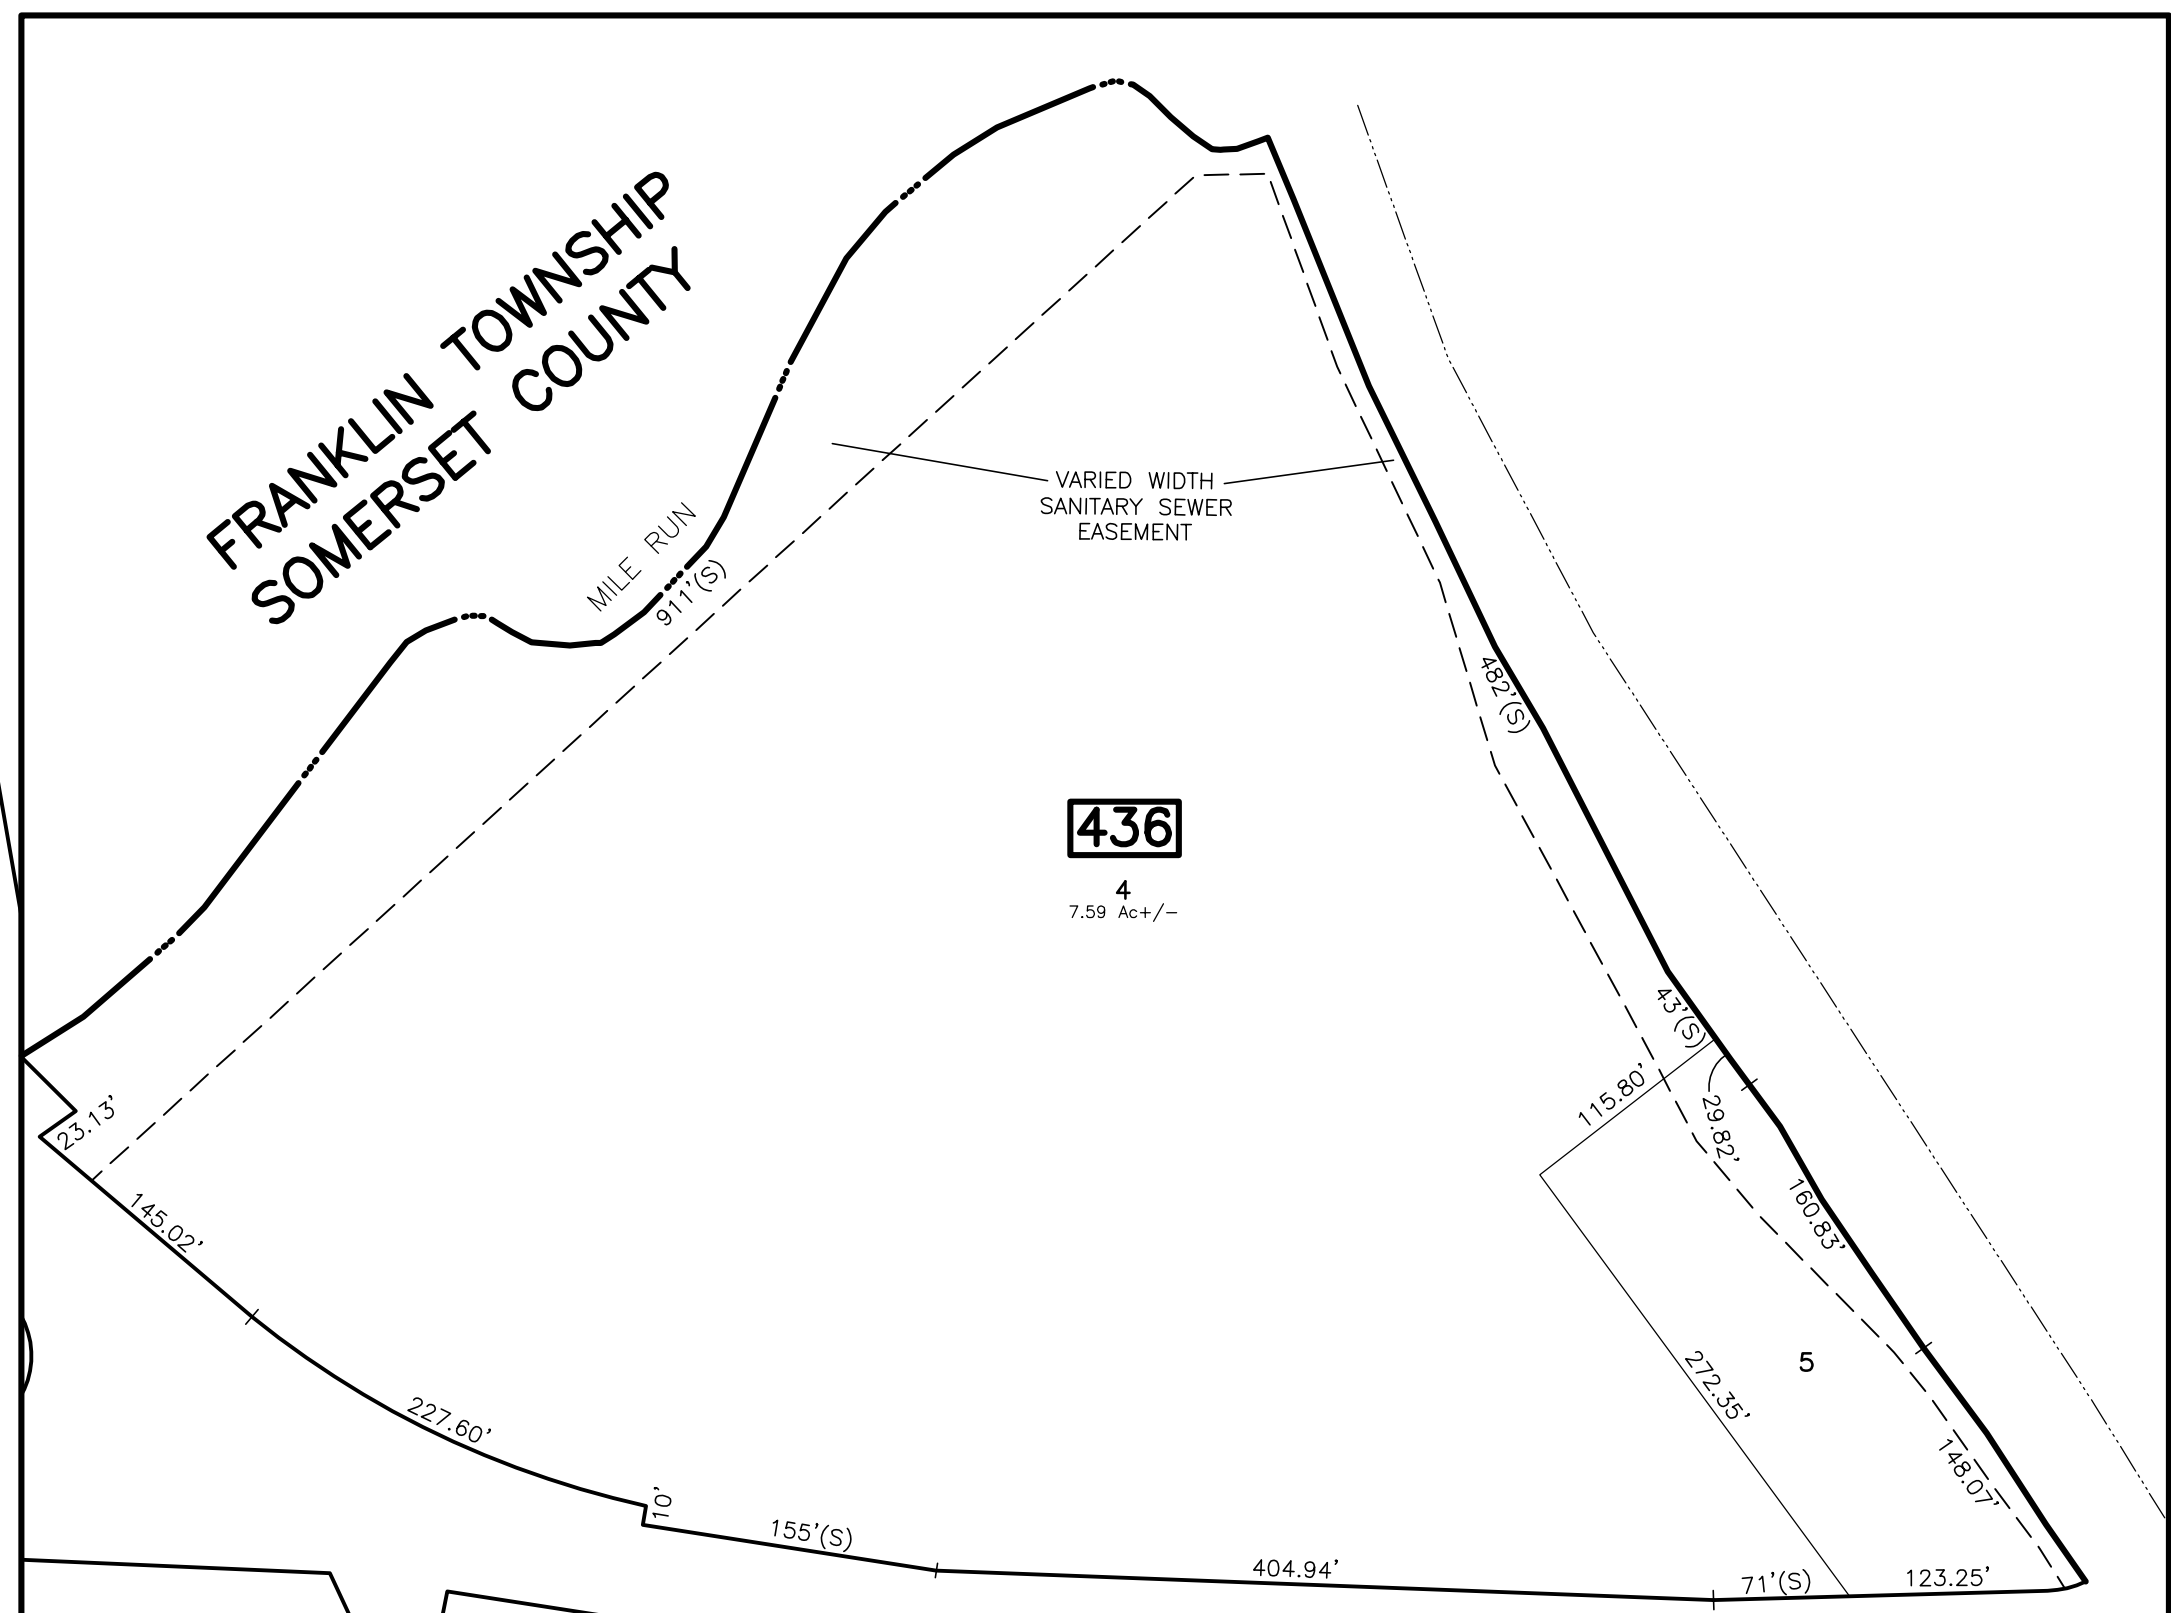 FRANKLIN TOWNSHIP
SOMERSET COUNTY
VARIED WIDTH
SANITARY SEWER
EASEMENT
MILE RUN
911'(S)
482'(S)
436
4
7.59 Ac+/-
43'(S)
115.80'
29.82'
23.13'
145.02'
160.83'
5
272.35'
227.60'
148.07'
10'
155'(S)
404.94'
71'(S)
123.25'